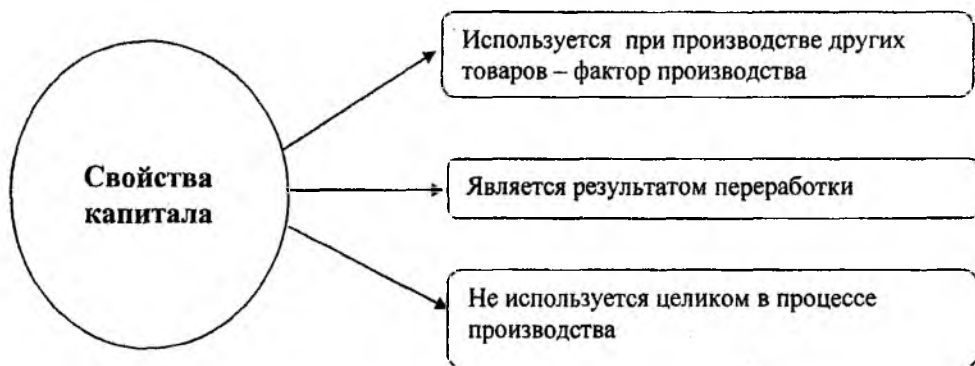 Свойства
капитала
Используется при производстве других
товаров – фактор производства
Является результатом переработки
Не используется целиком в процессе
производства